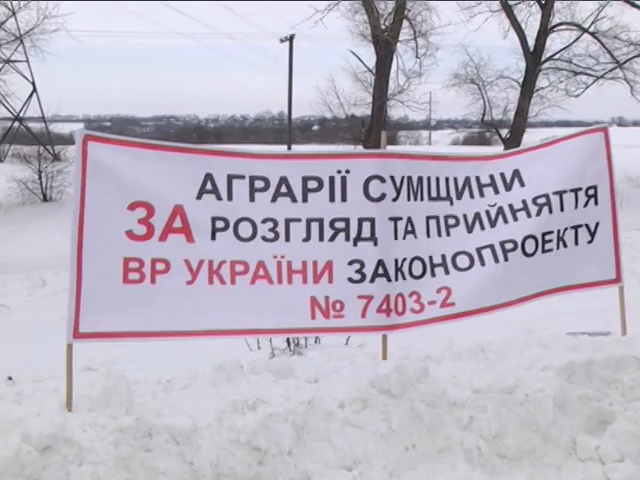 АГРАРІЇ СУМЩИНИ
ЗА РОЗГЛЯД ТА ПРИЙНЯТТЯ
ВР УКРАЇНИ ЗАКОНОПРОЕКТУ
№ 7403-2